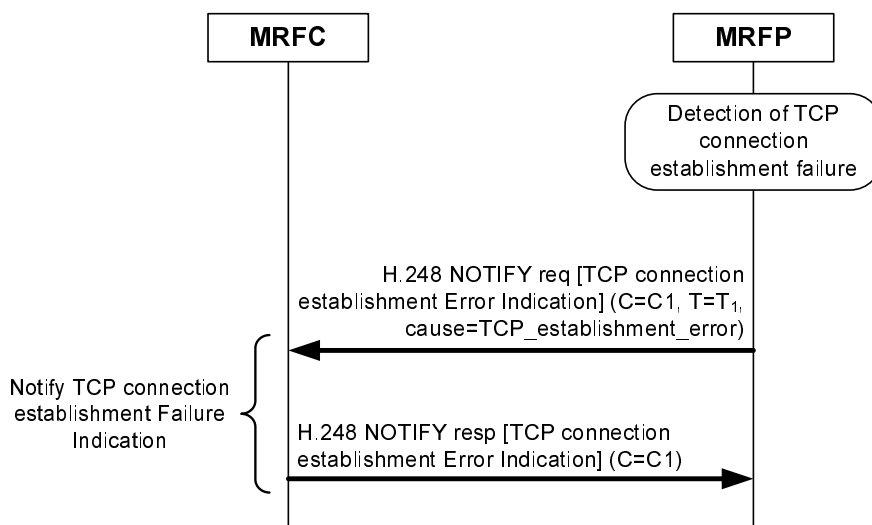 MRFC
MRFP
Detection of TCP
connection
establishment failure
H.248 NOTIFY req [TCP connection
establishment Error Indication] (C=C1, T=T₁,
cause=TCP_establishment_error)
Notify TCP connection
establishment Failure
Indication
H.248 NOTIFY resp [TCP connection
establishment Error Indication] (C=C1)